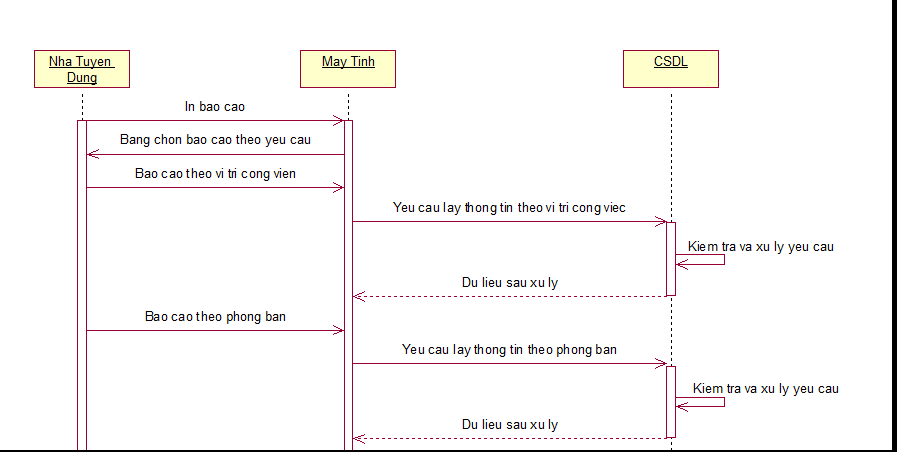 Nha Tuyen
Dung
May Tinh
CSDL
In bao cao
Bang chon bao cao theo yeu cau
Bao cao theo vi tri cong vien
Yeu cau lay thong tin theo vi tri cong viec
Kiem tra va xu ly yeu cau
Du lieu sau xu ly
Bao cao theo phong ban
Yeu cau lay thong tin theo phong ban
Kiem tra va xu ly yeu cau
Du lieu sau xu ly